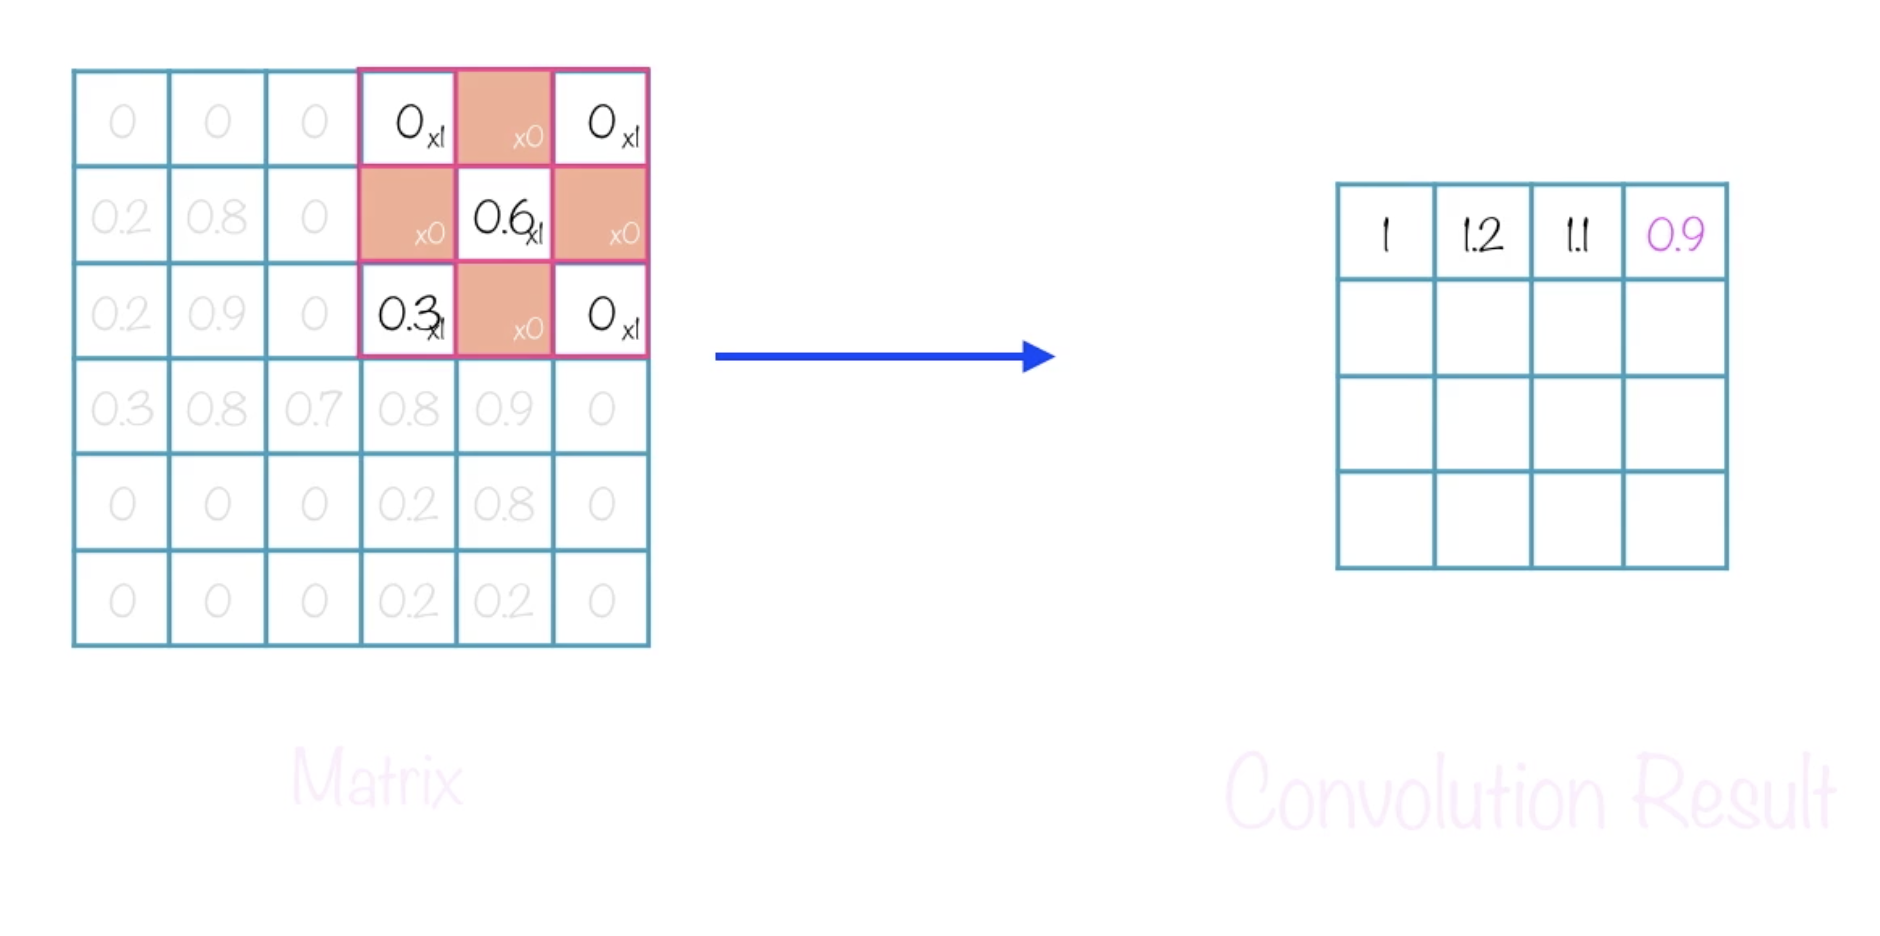 0 0 0 0 x1 x0 0 x1
0.2 0.8 0 x0 0.6 x1 x0
0.2 0.9 0 0.3 x1 x0 0 x1
0.3 0.8 0.7 0.8 0.9 0
0 0 0 0.2 0.8 0
0 0 0 0.2 0.2 0
Matrix
1 1.2 1.1 0.9
Convolution Result